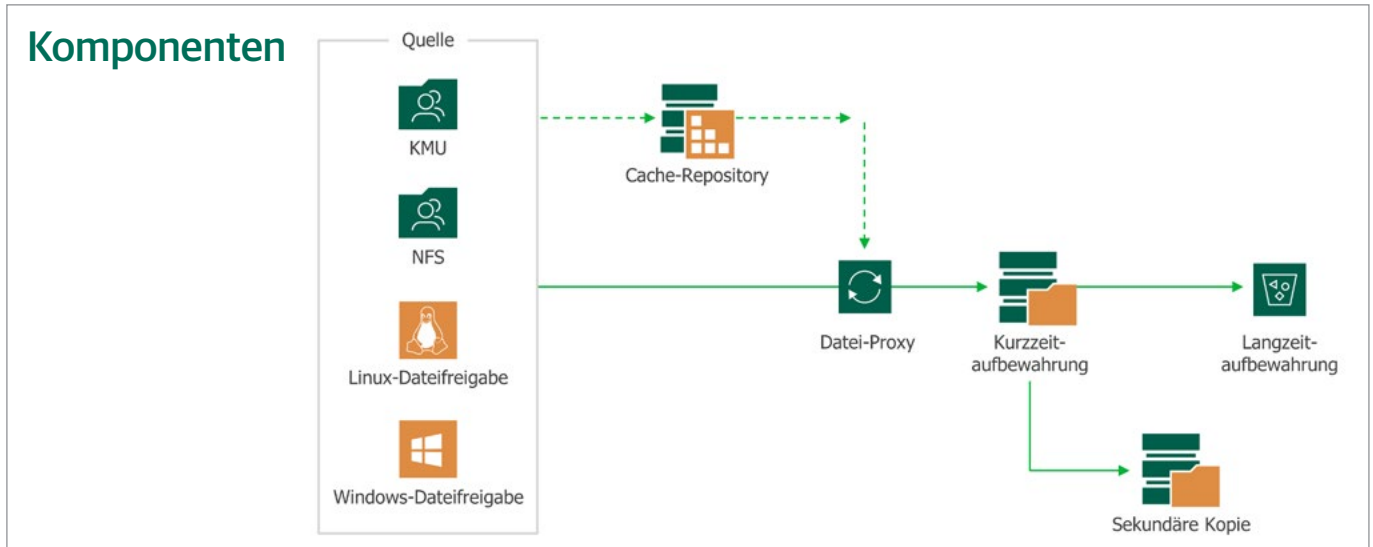 Komponenten
Quelle
KMU
NFS
Linux-Dateifreigabe
Windows-Dateifreigabe
Cache-Repository
Datei-Proxy
Kurzzeit-
aufbewahrung
Langzeit-
aufbewahrung
Sekundäre Kopie